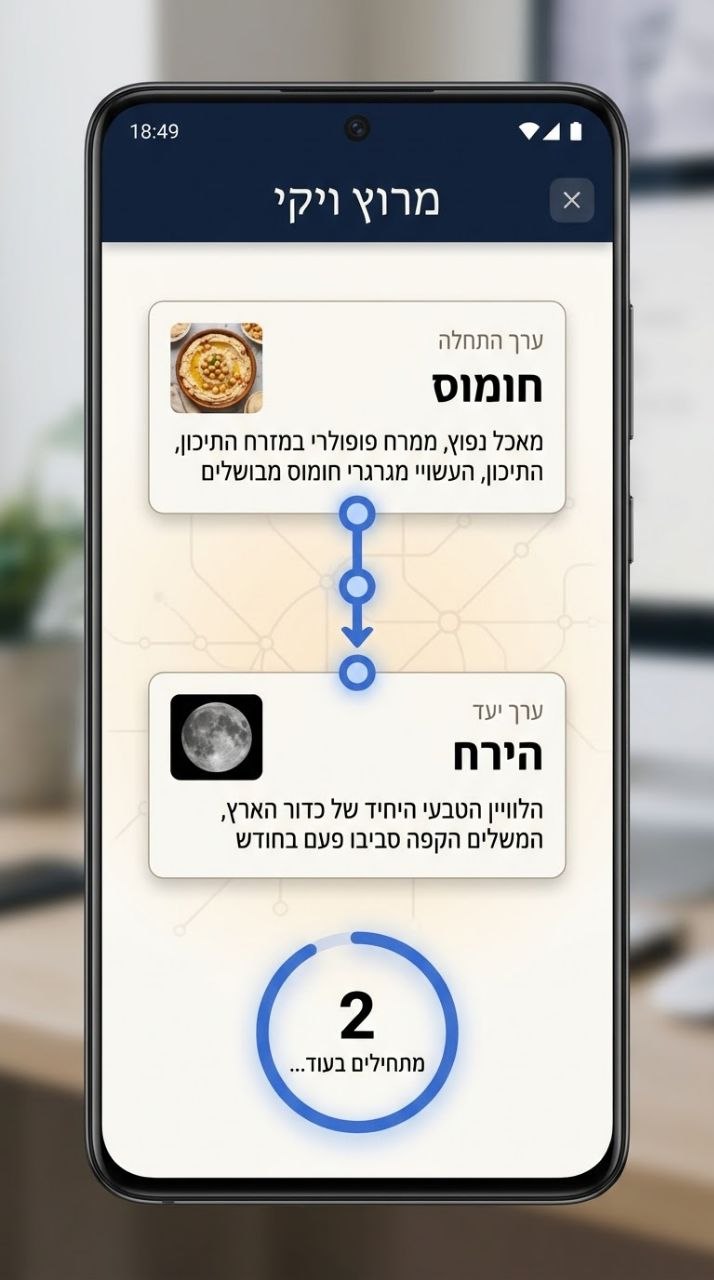 18:49
מרוץ ויקי
ערך התחלה
חומוס
מאכל נפוץ, ממרח פופולרי במזרח התיכון,
התיכון, העשויי מגרגרי חומוס מבושלים
ערך יעד
הירח
הלוויין הטבעי היחיד של כדור הארץ,
המשלים הקפה סביבו פעם בחודש
2
מתחילים בעוד...